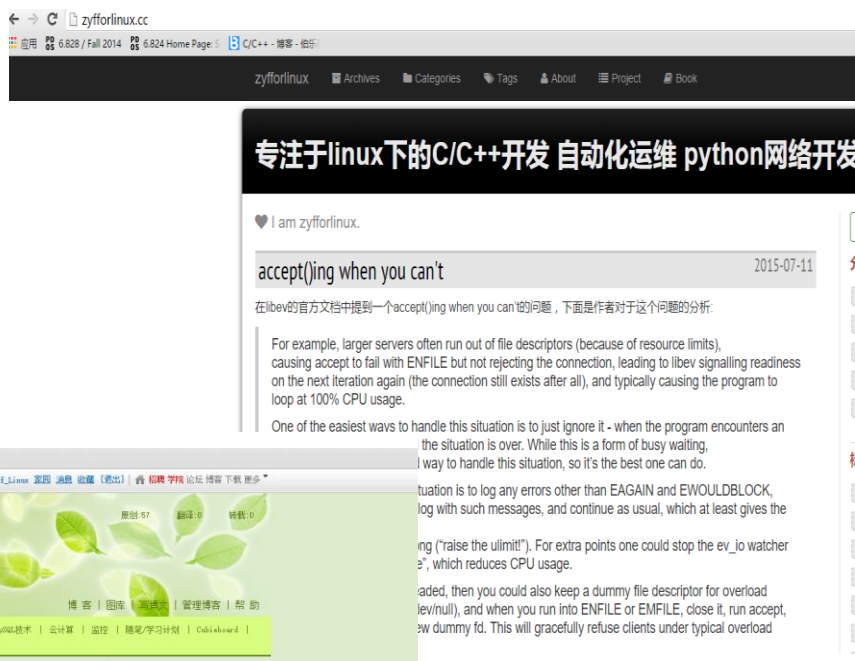 zyfforlinux.cc
应用 6.828 / Fall 2014 6.824 Home Page: S C/C++ - 博客 - 伯乐
zyfforlinux Archives Categories Tags About Project Book
专注于linux下的C/C++开发 自动化运维 python网络开发
I am zyfforlinux.
accept()ing when you can't 2015-07-11
在libev的官方文档中提到一个accept()ing when you can't的问题，下面是作者对于这个问题的分析:
For example, larger servers often run out of file descriptors (because of resource limits),
causing accept to fail with ENFILE but not rejecting the connection, leading to libev signalling readiness
on the next iteration again (the connection still exists after all), and typically causing the program to
loop at 100% CPU usage.
One of the easiest ways to handle this situation is to just ignore it - when the program encounters an
the situation is over. While this is a form of busy waiting,
way to handle this situation, so it's the best one can do.
tuation is to log any errors other than EAGAIN and EWOULDBLOCK,
log with such messages, and continue as usual, which at least gives the
ng ("raise the ulimit!"). For extra points one could stop the ev_io watcher
e", which reduces CPU usage.
eaded, then you could also keep a dummy file descriptor for overload
dev/null), and when you run into ENFILE or EMFILE, close it, run accept,
ew dummy fd. This will gracefully refuse clients under typical overload
f_Linux 家园 消息 收藏 [退出] 招聘 学院 论坛 博客 下载 更多
原创:57 翻译:0 转载:0
博 客 | 图库 | 写博文 | 管理博客 | 帮 助
ySQL技术 | 云计算 | 监控 | 随笔/学习计划 | Cubieboard |